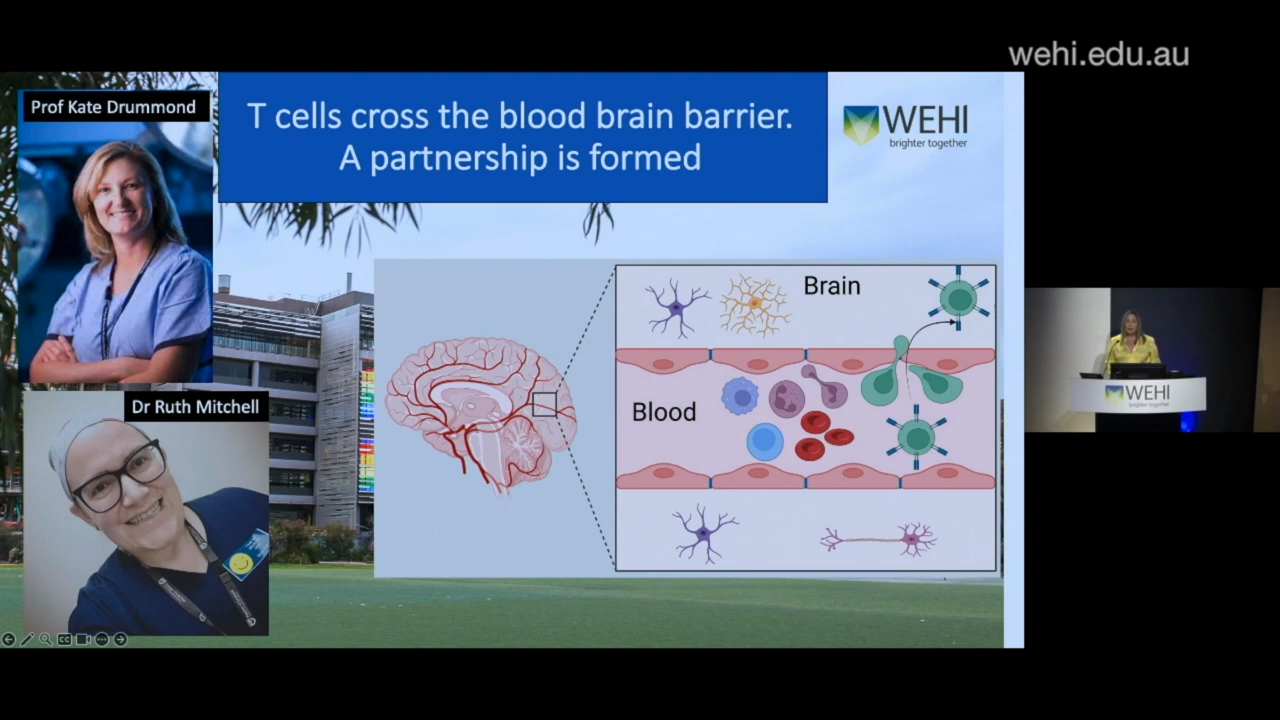 wehi.edu.au
Prof Kate Drummond
T cells cross the blood brain barrier.
A partnership is formed
WEHI
brighter together
Brain
Blood
Dr Ruth Mitchell
WEHI
brighter together